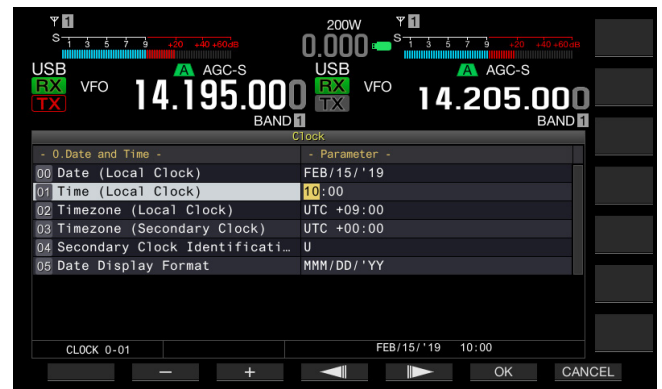 1 200W 1
S 1 3 5 7 9 +20 +40 +60dB 0.000 S 1 3 5 7 9 +20 +40 +60dB
USB A AGC-S USB A AGC-S
RX VFO 14.195.000 RX VFO 14.205.000
TX TX
BAND 1 BAND 1
Clock
- 0.Date and Time - - Parameter -
00 Date (Local Clock) FEB/15/'19
01 Time (Local Clock) 10:00
02 Timezone (Local Clock) UTC +09:00
03 Timezone (Secondary Clock) UTC +00:00
04 Secondary Clock Identificati… U
05 Date Display Format MMM/DD/'YY
CLOCK 0-01 FEB/15/'19 10:00
− + OK CANCEL